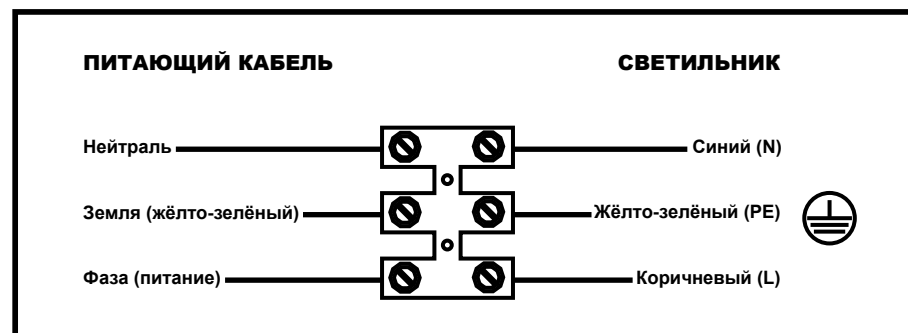 ПИТАЮЩИЙ КАБЕЛЬ СВЕТИЛЬНИК
Нейтраль Синий (N)
Земля (жёлто-зелёный) Жёлто-зелёный (PE)
Фаза (питание) Коричневый (L)